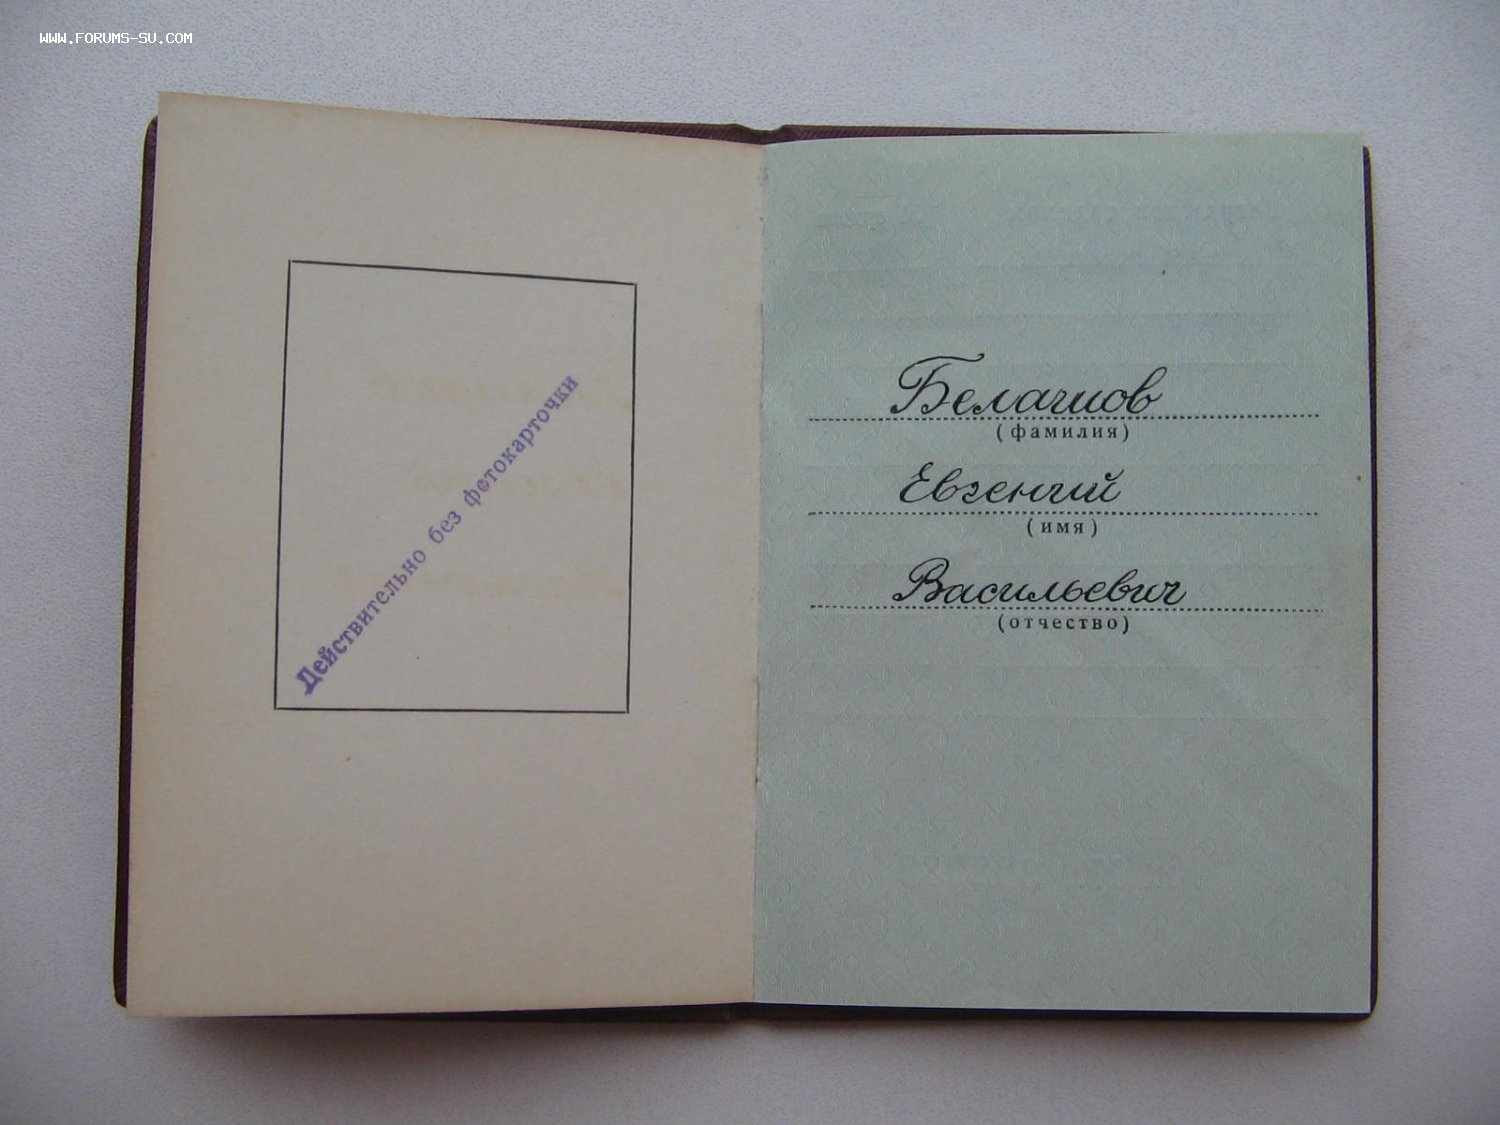 WWW.FORUMS-SU.COM
Действительно без фотокарточки
Белашов
(фамилия)
Евгений
(имя)
Васильевич
(отчество)